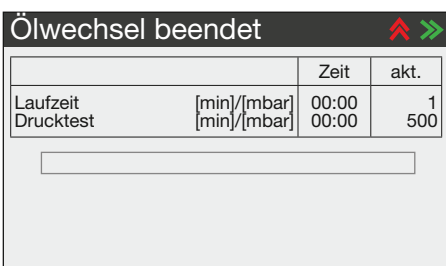 Ölwechsel beendet
Zeit akt.
Laufzeit [min]/[mbar] 00:00 1
Drucktest [min]/[mbar] 00:00 500